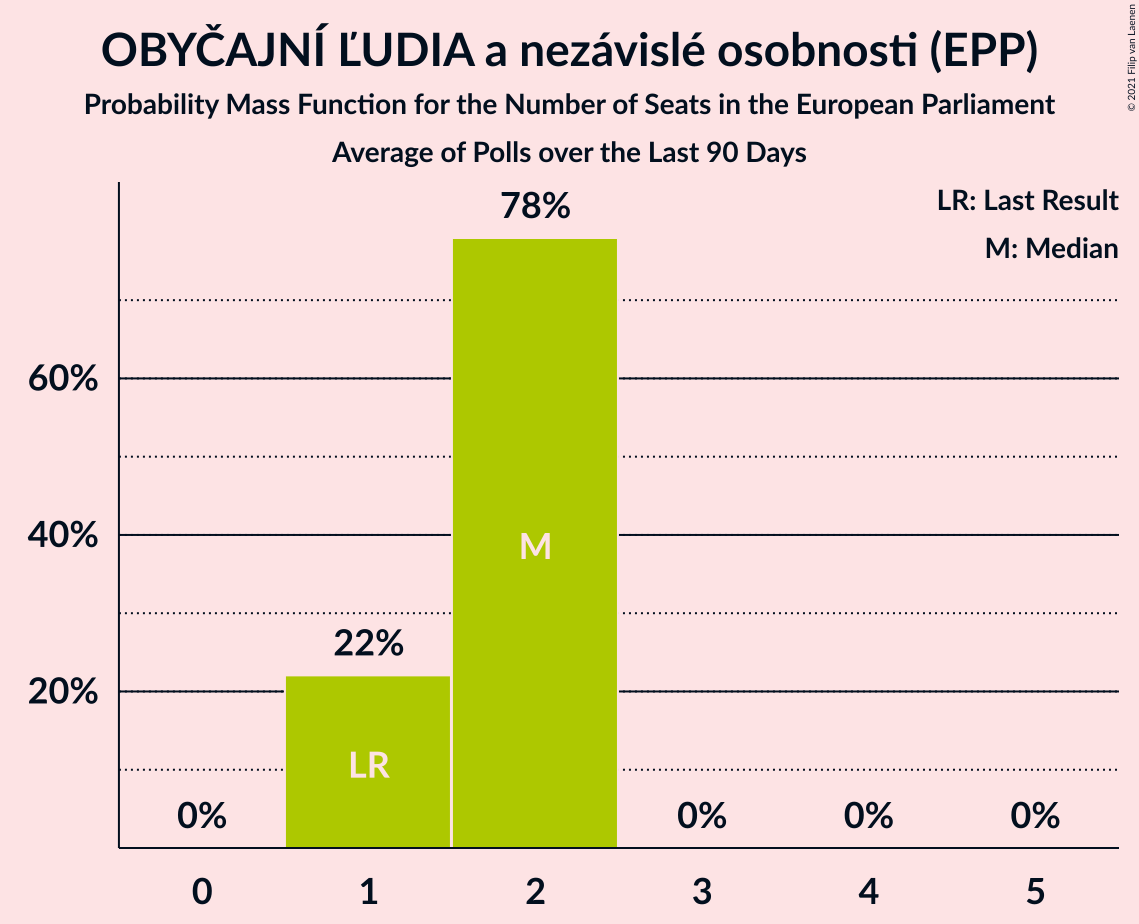 OBYČAJNÍ ĽUDIA a nezávislé osobnosti (EPP)
Probability Mass Function for the Number of Seats in the European Parliament
Average of Polls over the Last 90 Days
© 2021 Filip van Laenen
LR: Last Result
M: Median
78%
60%
40%
M
22%
20%
LR
0%
0%
0%
0%
0
1
2
3
4
5